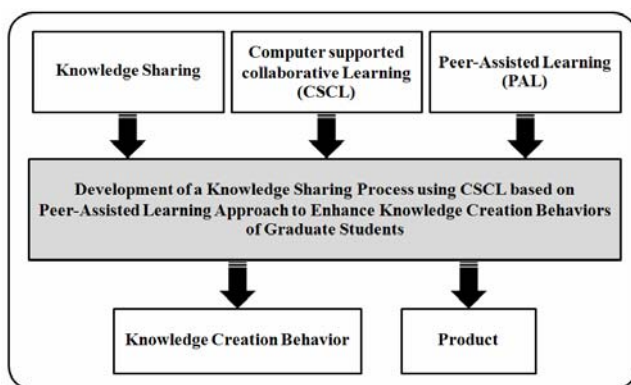 Knowledge Sharing
Computer supported
collaborative Learning
(CSCL)
Peer-Assisted Learning
(PAL)
Development of a Knowledge Sharing Process using CSCL based on
Peer-Assisted Learning Approach to Enhance Knowledge Creation Behaviors
of Graduate Students
Knowledge Creation Behavior
Product